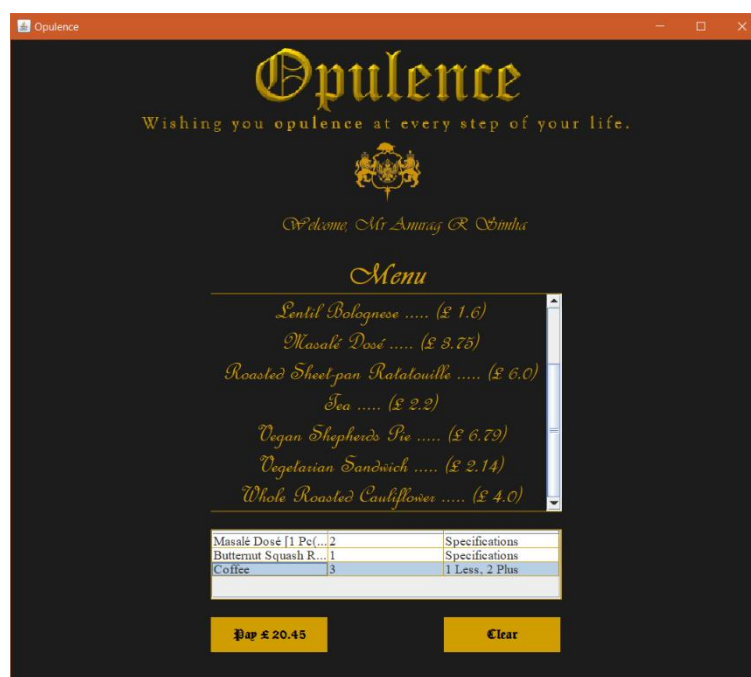 Opulence
Opulence
Wishing you opulence at every step of your life.
Welcome, Mr Anurag R Simha
Menu
Lentil Bolognese ..... (£ 1.6)
Masalé Dosé ..... (£ 3.75)
Roasted Sheet-pan Ratatouille ..... (£ 6.0)
Tea ..... (£ 2.2)
Vegan Shepherds Pie ..... (£ 6.79)
Vegetarian Sandwich ..... (£ 2.14)
Whole Roasted Cauliflower ..... (£ 4.0)
Masalé Dosé [1 Pc(... 2 Specifications
Butternut Squash R... 1 Specifications
Coffee 3 1 Less, 2 Plus
Pay £ 20.45 Clear